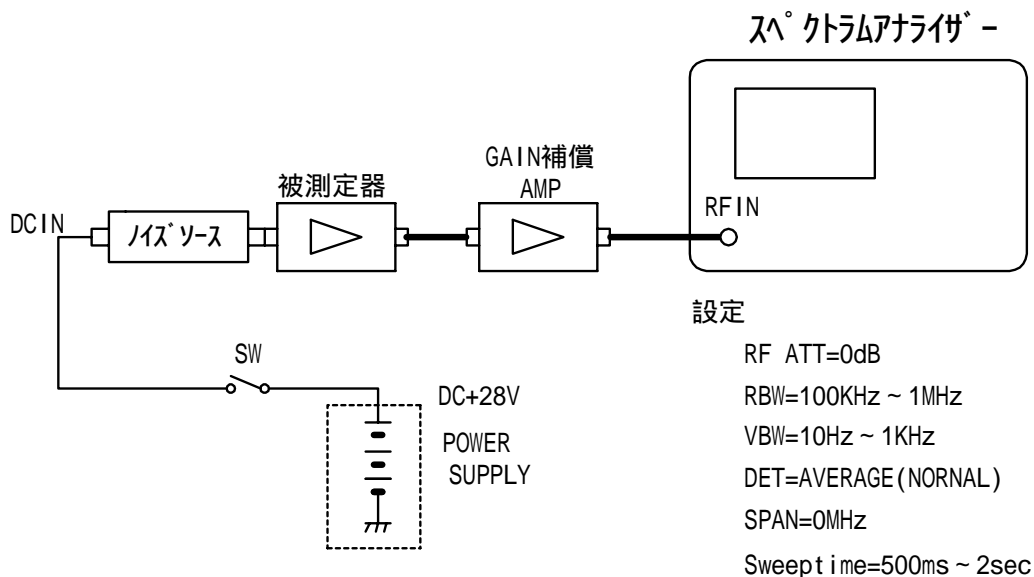 スペクトラムアナライザー
GAIN補償
AMP
被測定器
RFIN
DCIN
ノイズソース
設定
RF ATT=0dB
SW
RBW=100KHz ~ 1MHz
DC+28V
VBW=10Hz ~ 1KHz
POWER
SUPPLY
DET=AVERAGE(NORNAL)
SPAN=0MHz
Sweeptime=500ms ~ 2sec